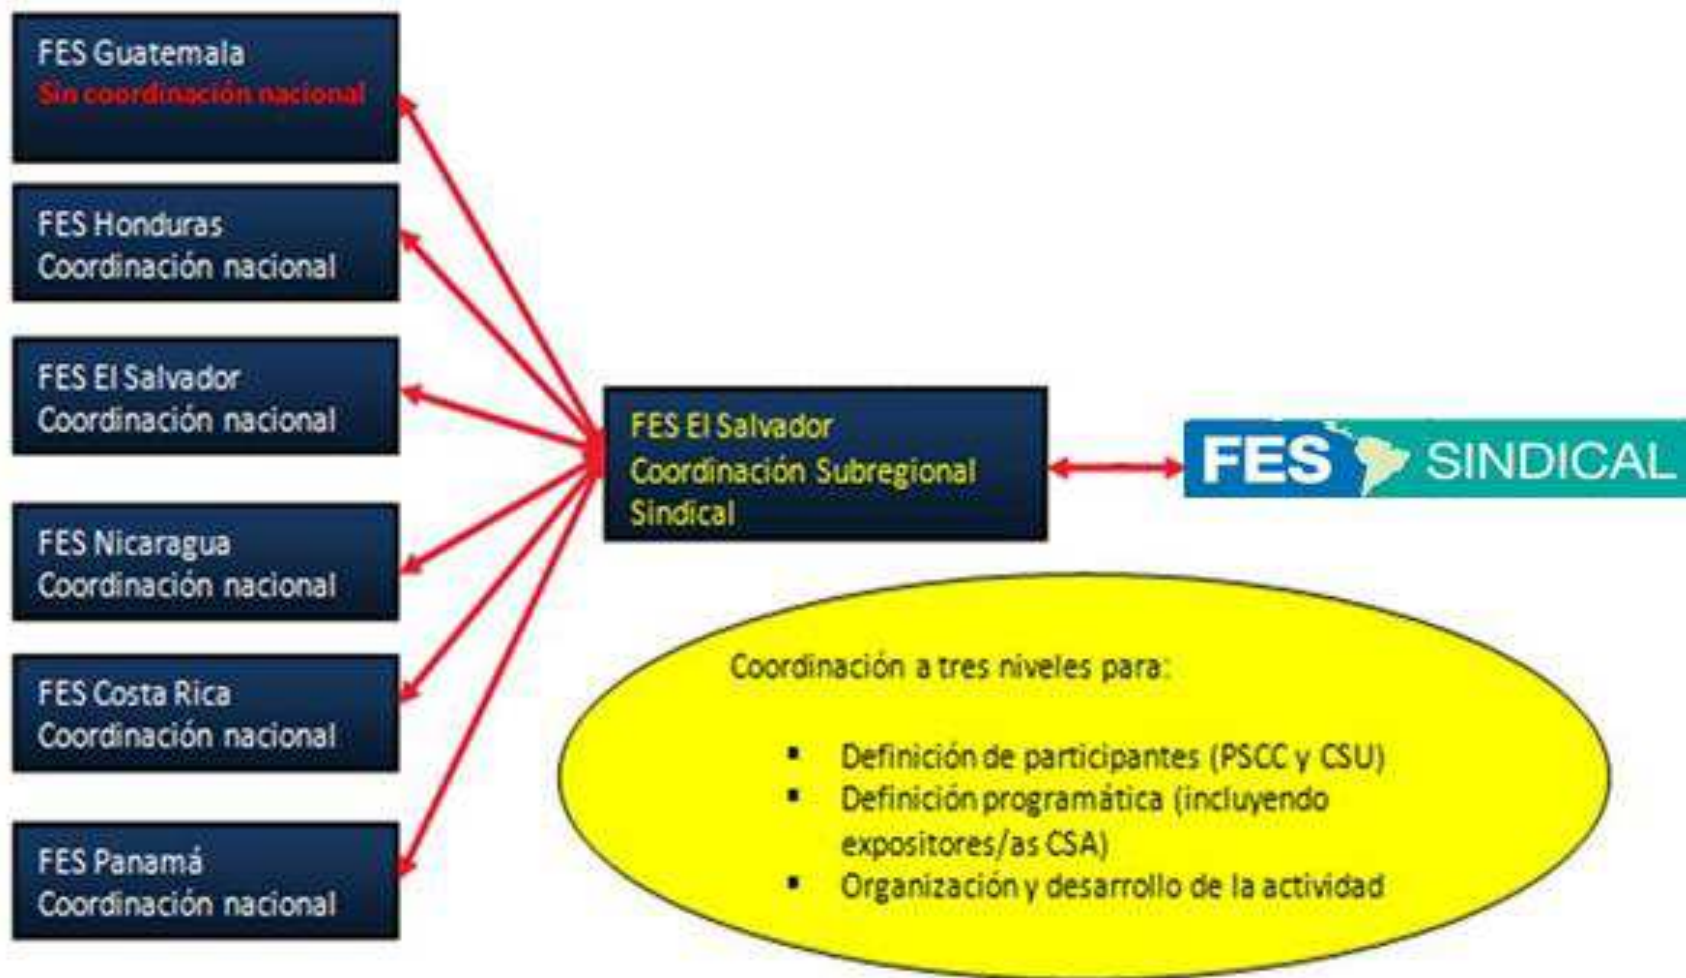 FES Guatemala
Sin coordinación nacional
FES Honduras
Coordinación nacional
FES El Salvador
Coordinación nacional
FES Nicaragua
Coordinación nacional
FES Costa Rica
Coordinación nacional
FES Panamá
Coordinación nacional
FES El Salvador
Coordinación Subregional
Sindical
FES SINDICAL
Coordinación a tres niveles para:
▪ Definición de participantes (PSCC y CSU)
▪ Definición programática (incluyendo
expositores/as CSA)
▪ Organización y desarrollo de la actividad